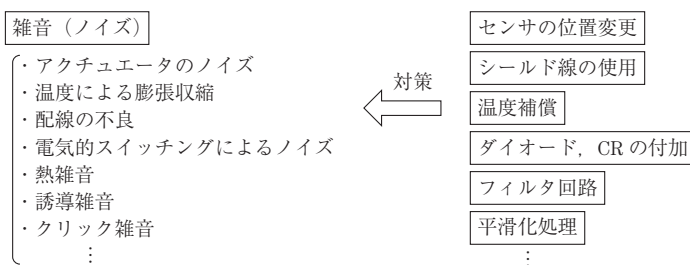 雑音（ノイズ）
・アクチュエータのノイズ
・温度による膨張収縮
・配線の不良
・電気的スイッチングによるノイズ
・熱雑音
・誘導雑音
・クリック雑音
⋮
対策
センサの位置変更
シールド線の使用
温度補償
ダイオード，CR の付加
フィルタ回路
平滑化処理
⋮